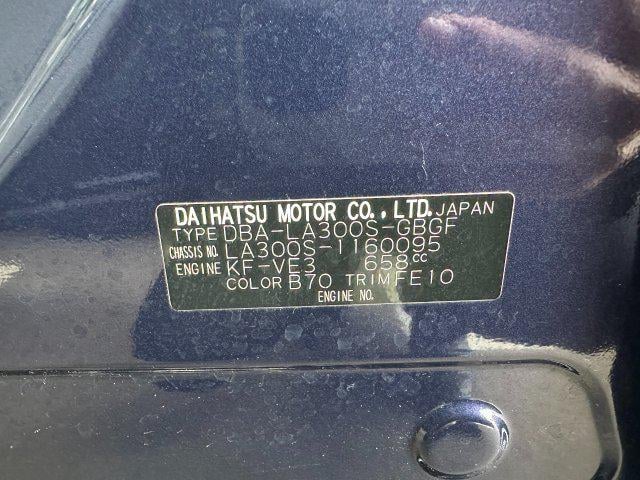 DAIHATSU MOTOR CO., LTD. JAPAN
TYPE DBA-LA300S-GBGF
CHASSIS NO. LA300S-1160095
ENGINE KF-VE3 658cc
COLOR B70 TRIM FE10
ENGINE NO.